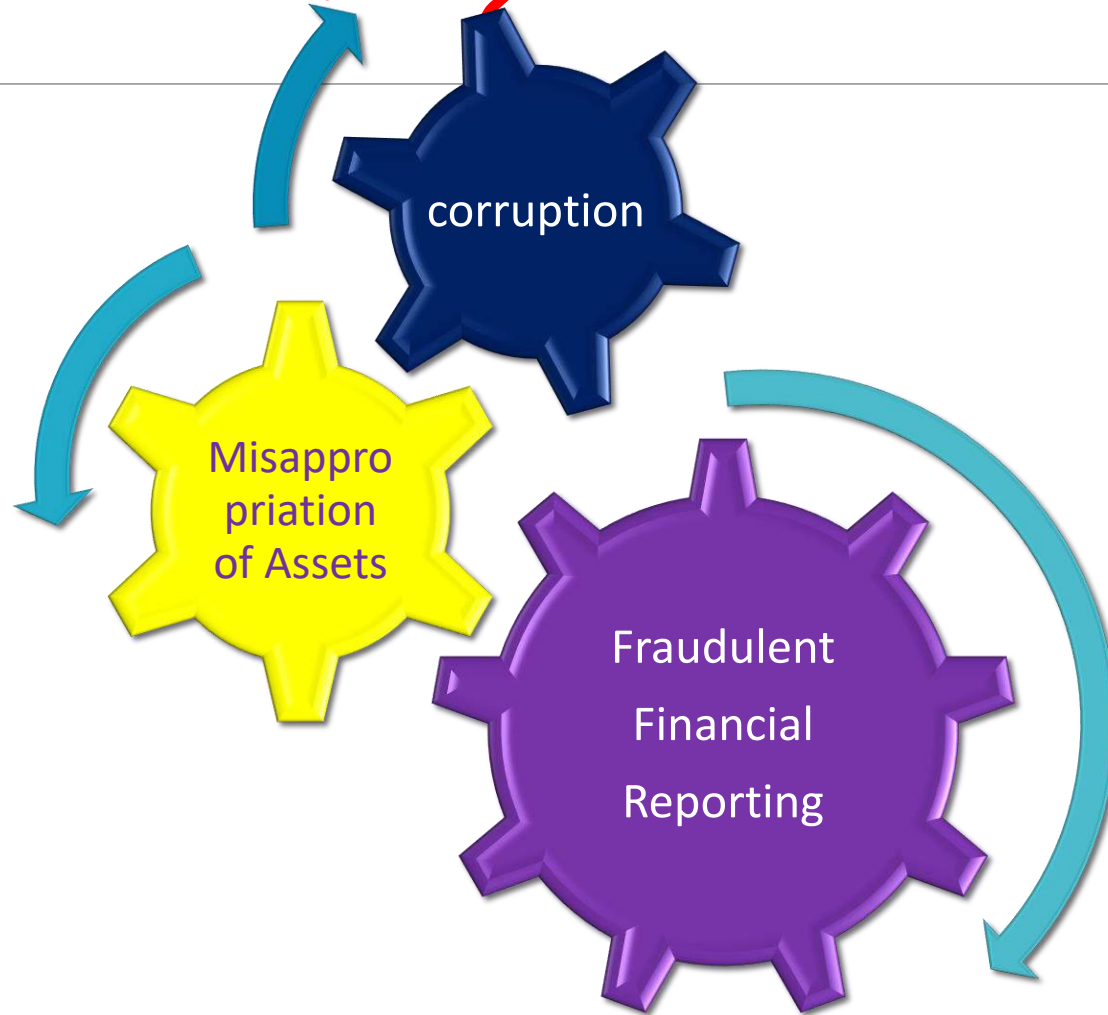 corruption
Misappro
priation
of Assets
Fraudulent
Financial
Reporting